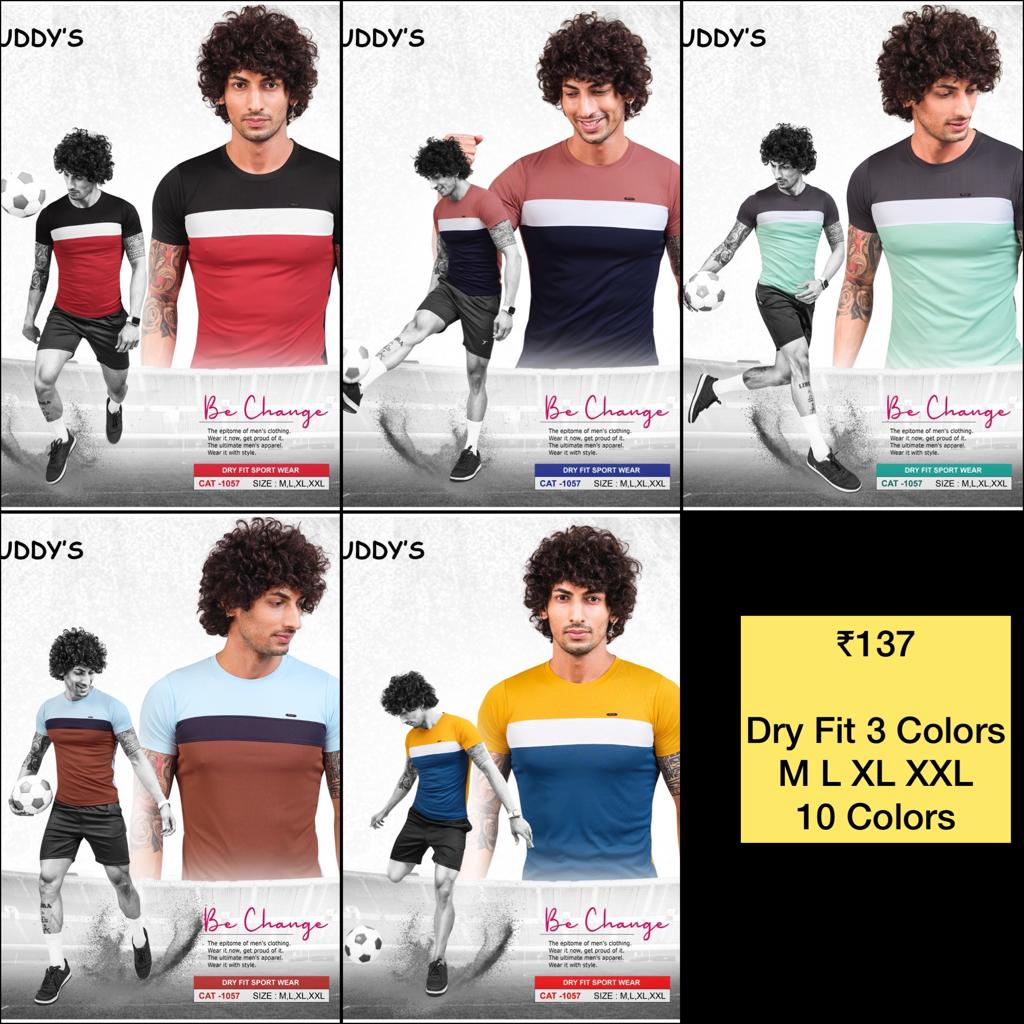 UDDY'S
Be Change
The epitome of men's clothing.
Wear it now, get proud of it.
The ultimate men's apparel.
Wear it with style.
DRY FIT SPORT WEAR
CAT -1057 SIZE : M,L,XL,XXL
UDDY'S
Be Change
The epitome of men's clothing.
Wear it now, get proud of it.
The ultimate men's apparel.
Wear it with style.
DRY FIT SPORT WEAR
CAT -1057 SIZE : M,L,XL,XXL
UDDY'S
Be Change
The epitome of men's clothing.
Wear it now, get proud of it.
The ultimate men's apparel.
Wear it with style.
DRY FIT SPORT WEAR
CAT -1057 SIZE : M,L,XL,XXL
UDDY'S
Be Change
The epitome of men's clothing.
Wear it now, get proud of it.
The ultimate men's apparel.
Wear it with style.
DRY FIT SPORT WEAR
CAT -1057 SIZE : M,L,XL,XXL
UDDY'S
Be Change
The epitome of men's clothing.
Wear it now, get proud of it.
The ultimate men's apparel.
Wear it with style.
DRY FIT SPORT WEAR
CAT -1057 SIZE : M,L,XL,XXL
₹137
Dry Fit 3 Colors
M L XL XXL
10 Colors